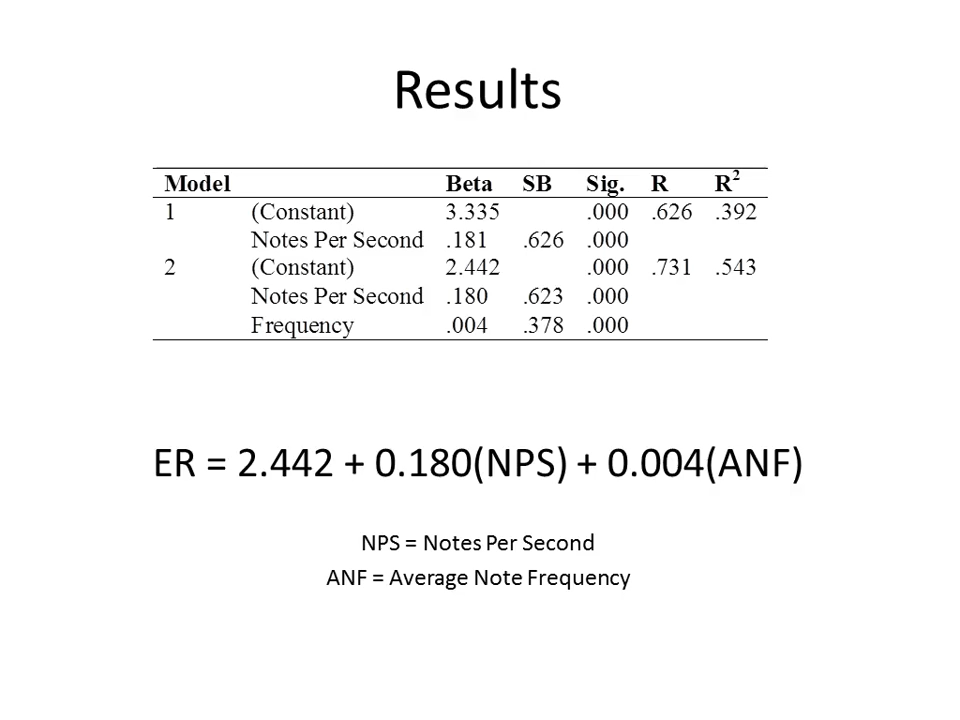 Results
Model Beta SB Sig. R R²
1 (Constant) 3.335 .000 .626 .392
Notes Per Second .181 .626 .000
2 (Constant) 2.442 .000 .731 .543
Notes Per Second .180 .623 .000
Frequency .004 .378 .000
ER = 2.442 + 0.180(NPS) + 0.004(ANF)
NPS = Notes Per Second
ANF = Average Note Frequency